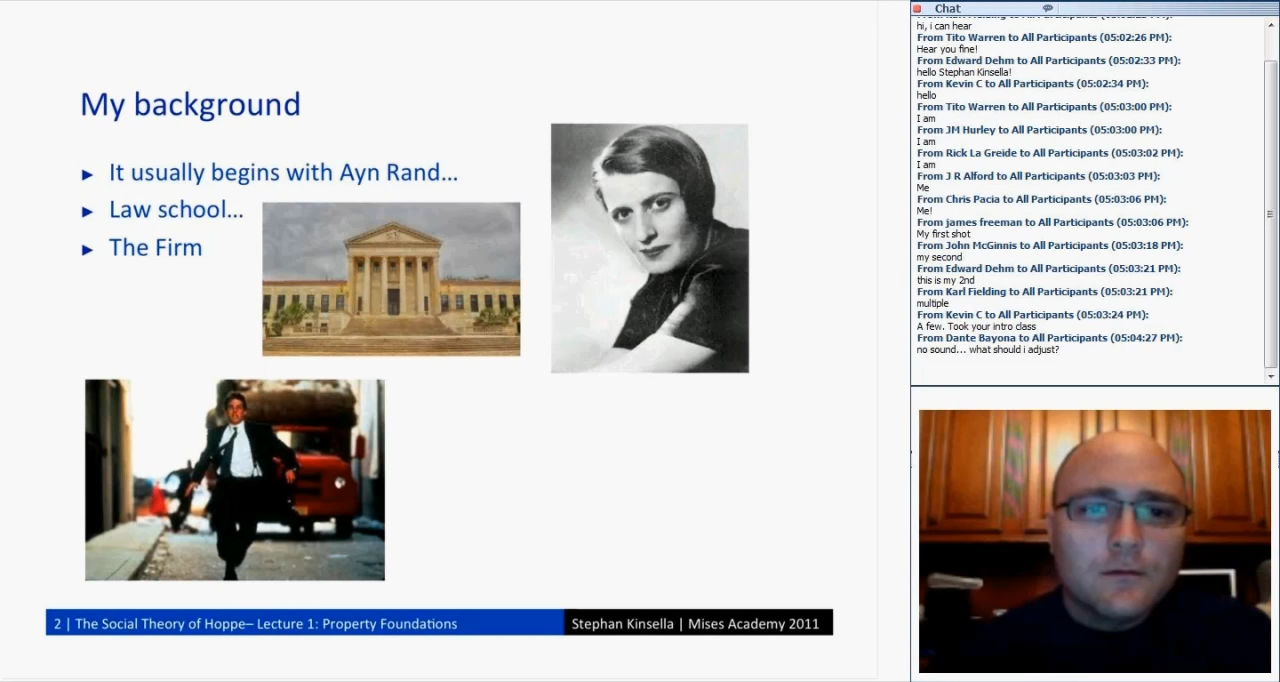 My background
► It usually begins with Ayn Rand...
► Law school...
► The Firm
2 | The Social Theory of Hoppe– Lecture 1: Property Foundations
Stephan Kinsella | Mises Academy 2011
Chat
hi, i can hear
From Tito Warren to All Participants (05:02:26 PM):
Hear you fine!
From Edward Dehm to All Participants (05:02:33 PM):
hello Stephan Kinsella!
From Kevin C to All Participants (05:02:34 PM):
hello
From Tito Warren to All Participants (05:03:00 PM):
I am
From JM Hurley to All Participants (05:03:00 PM):
I am
From Rick La Greide to All Participants (05:03:02 PM):
I am
From J R Alford to All Participants (05:03:03 PM):
Me
From Chris Pacia to All Participants (05:03:06 PM):
Me!
From james freeman to All Participants (05:03:06 PM):
My first shot
From John McGinnis to All Participants (05:03:18 PM):
my second
From Edward Dehm to All Participants (05:03:21 PM):
this is my 2nd
From Karl Fielding to All Participants (05:03:21 PM):
multiple
From Kevin C to All Participants (05:03:24 PM):
A few. Took your intro class
From Dante Bayona to All Participants (05:04:27 PM):
no sound... what should i adjust?